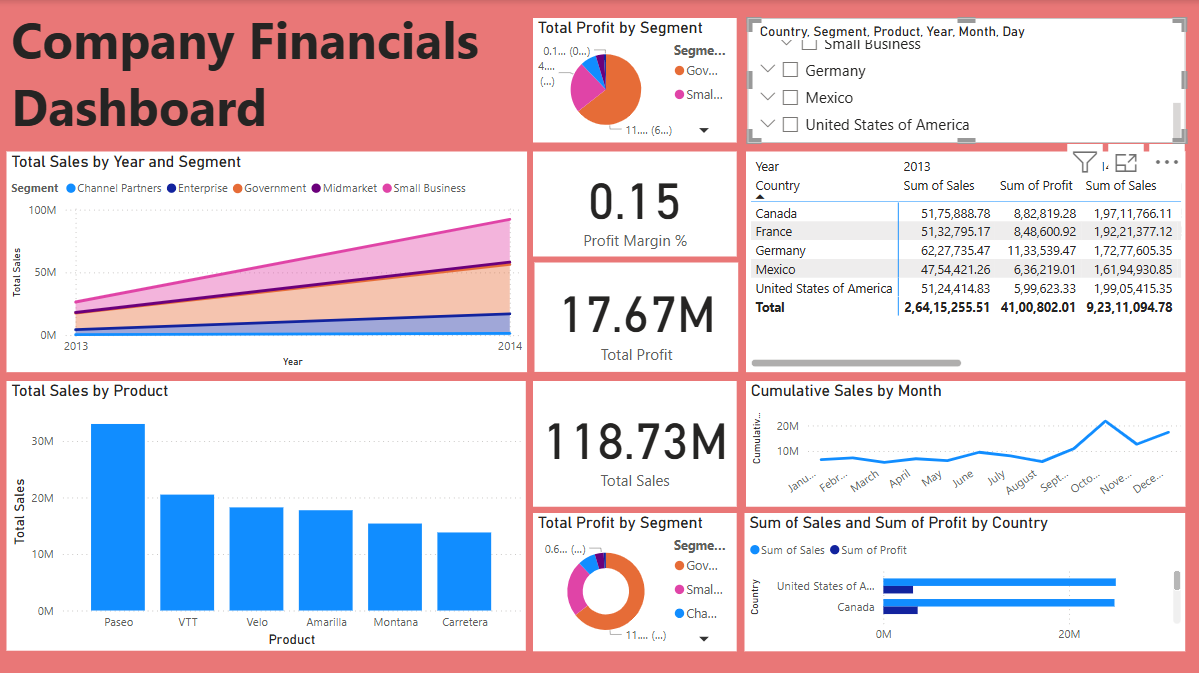 Company Financials
Dashboard
Total Profit by Segment
0.1... (0...)
4....
(...)
11.... (6...)
Segme...
Gov...
Smal...
Country, Segment, Product, Year, Month, Day
Small Business
Germany
Mexico
United States of America
Total Sales by Year and Segment
Segment Channel Partners Enterprise Government Midmarket Small Business
100M
50M
0M
Total Sales
2013 2014
Year
0.15
Profit Margin %
17.67M
Total Profit
Year 2013
Country Sum of Sales Sum of Profit Sum of Sales
Canada 51,75,888.78 8,82,819.28 1,97,11,766.11
France 51,32,795.17 8,48,600.92 1,92,21,377.12
Germany 62,27,735.47 11,33,539.47 1,72,77,605.35
Mexico 47,54,421.26 6,36,219.01 1,61,94,930.85
United States of America 51,24,414.83 5,99,623.33 1,99,05,415.35
Total 2,64,15,255.51 41,00,802.01 9,23,11,094.78
Total Sales by Product
30M
20M
10M
0M
Total Sales
Paseo VTT Velo Amarilla Montana Carretera
Product
118.73M
Total Sales
Cumulative Sales by Month
Cumulativ...
20M
10M
Janu... Febr... March April May June July August Sept... Octo... Nove... Dece...
Total Profit by Segment
0.6... (...)
11.... (...)
Segme...
Gov...
Smal...
Cha...
Sum of Sales and Sum of Profit by Country
Sum of Sales Sum of Profit
Country
United States of A...
Canada
0M 20M